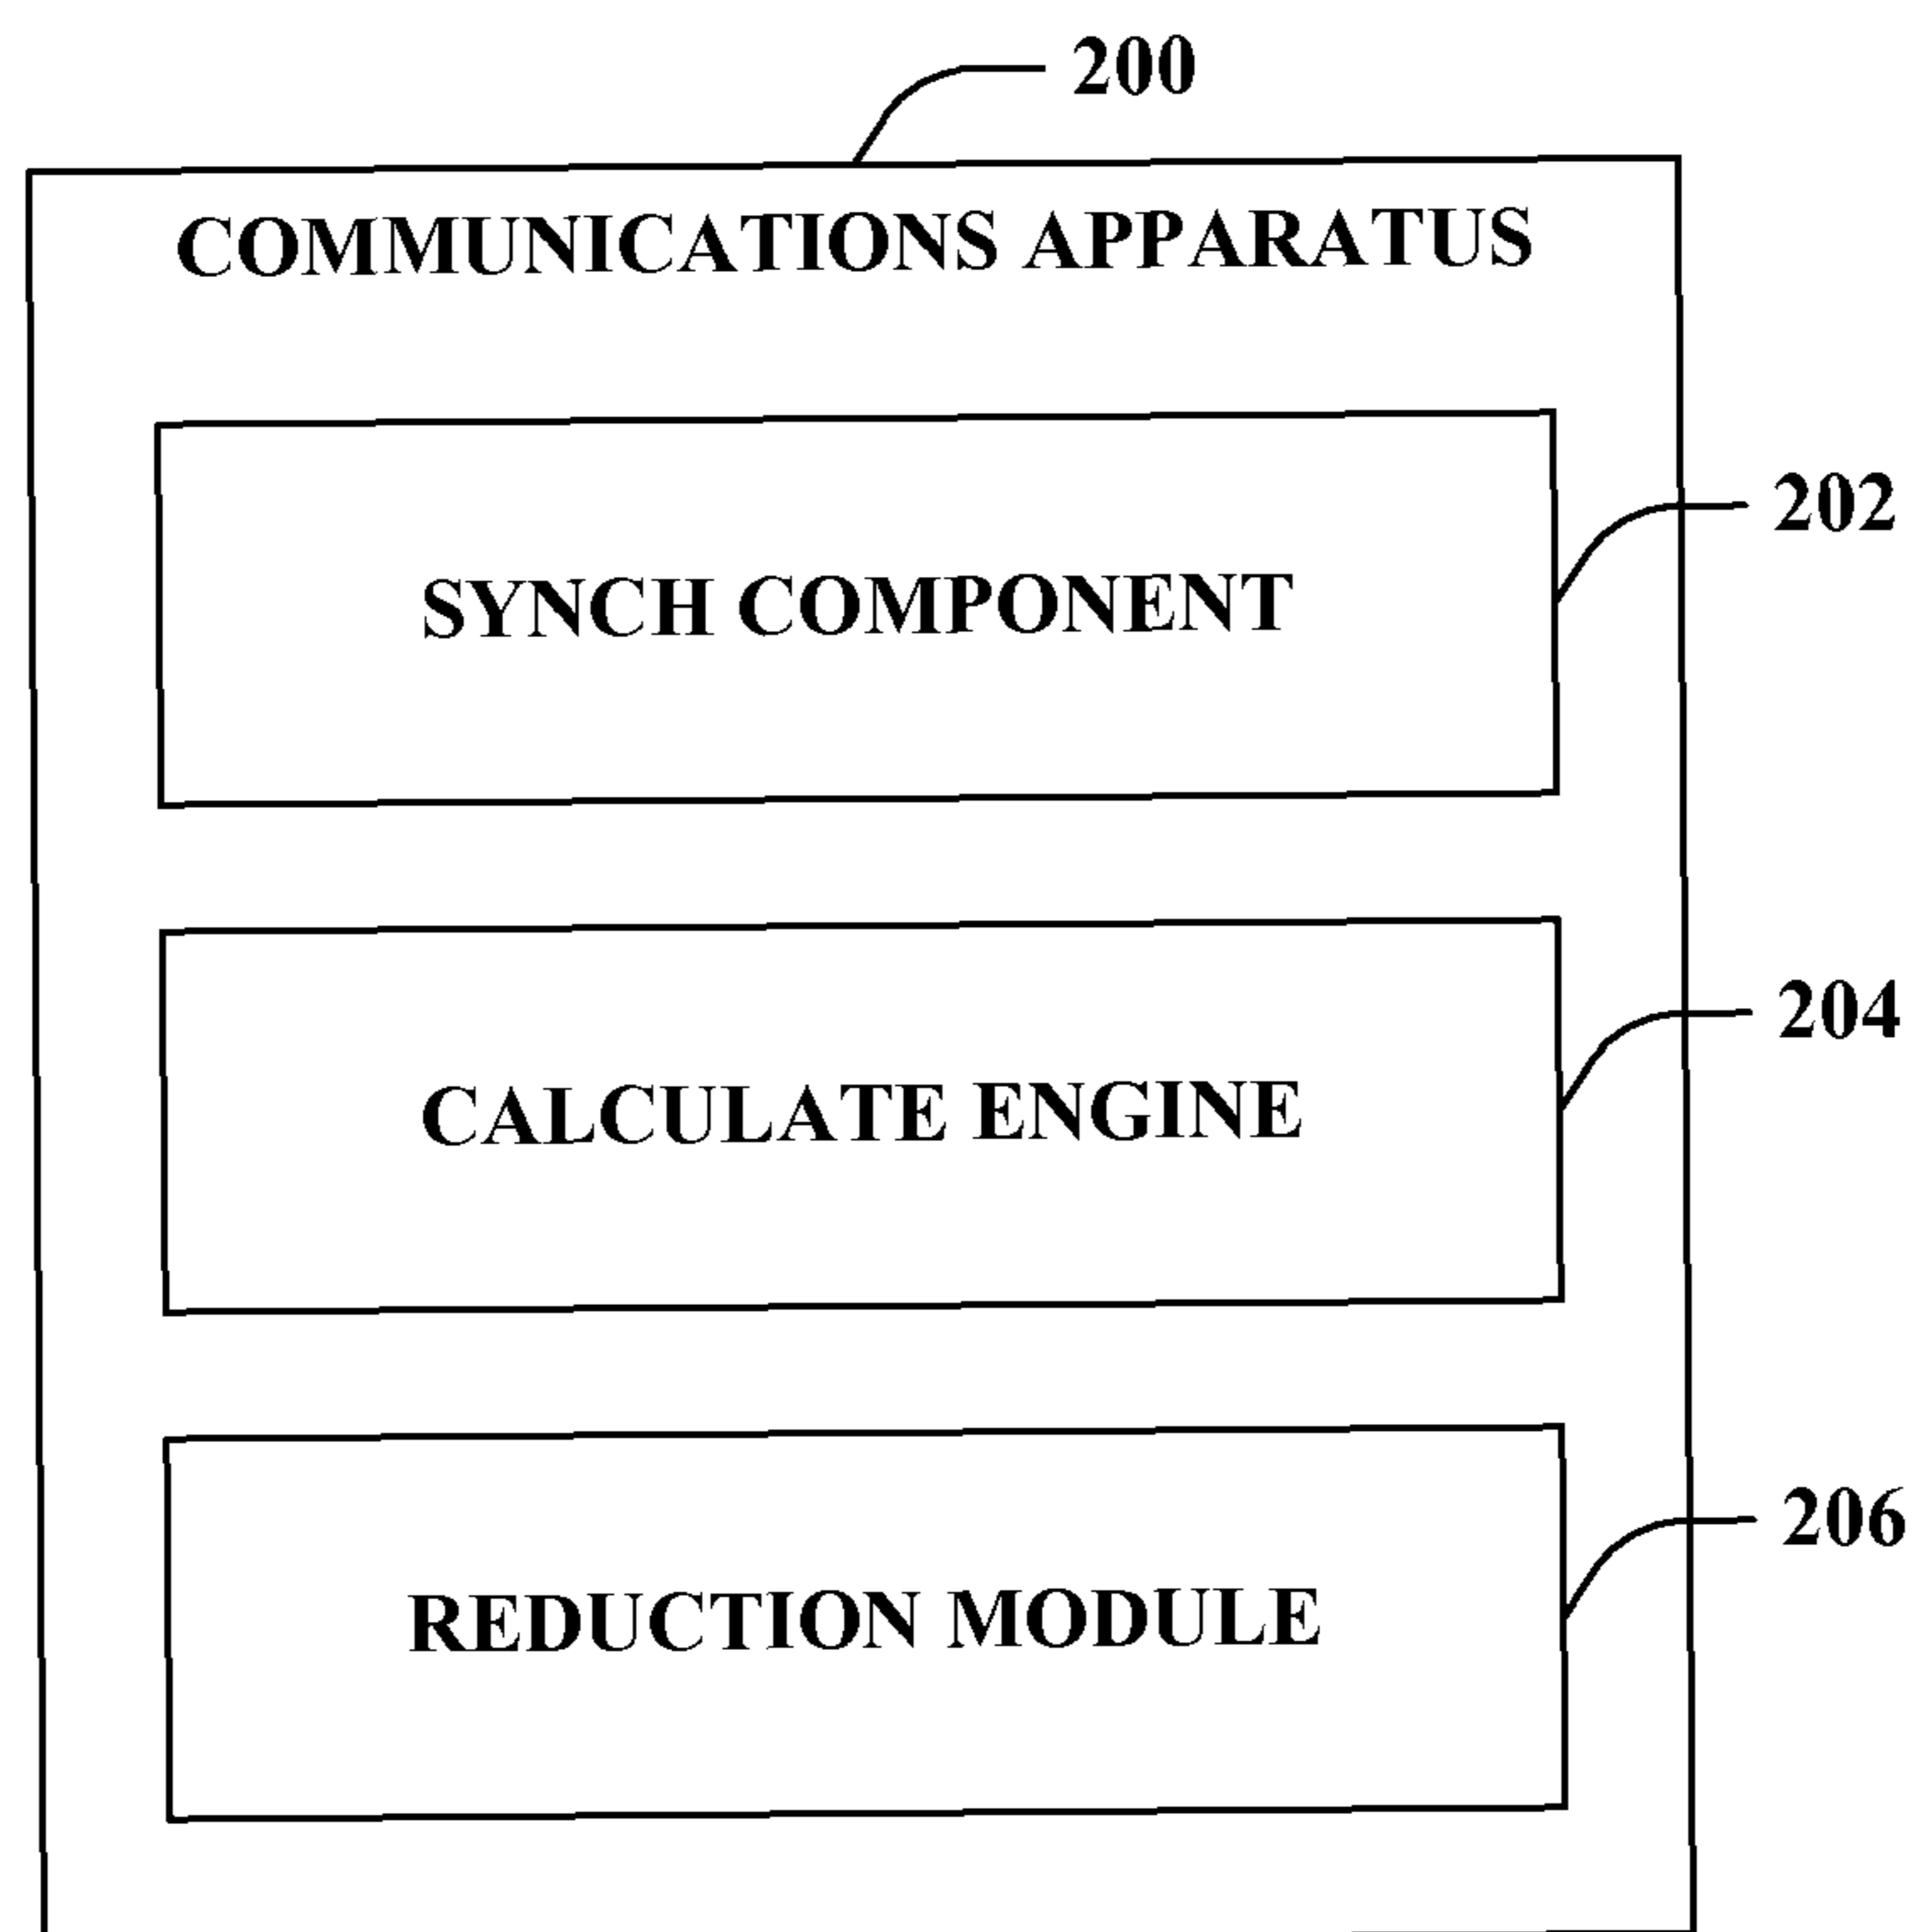 200
COMMUNICATIONS APPARATUS
202
SYNCH COMPONENT
204
CALCULATE ENGINE
206
REDUCTION MODULE